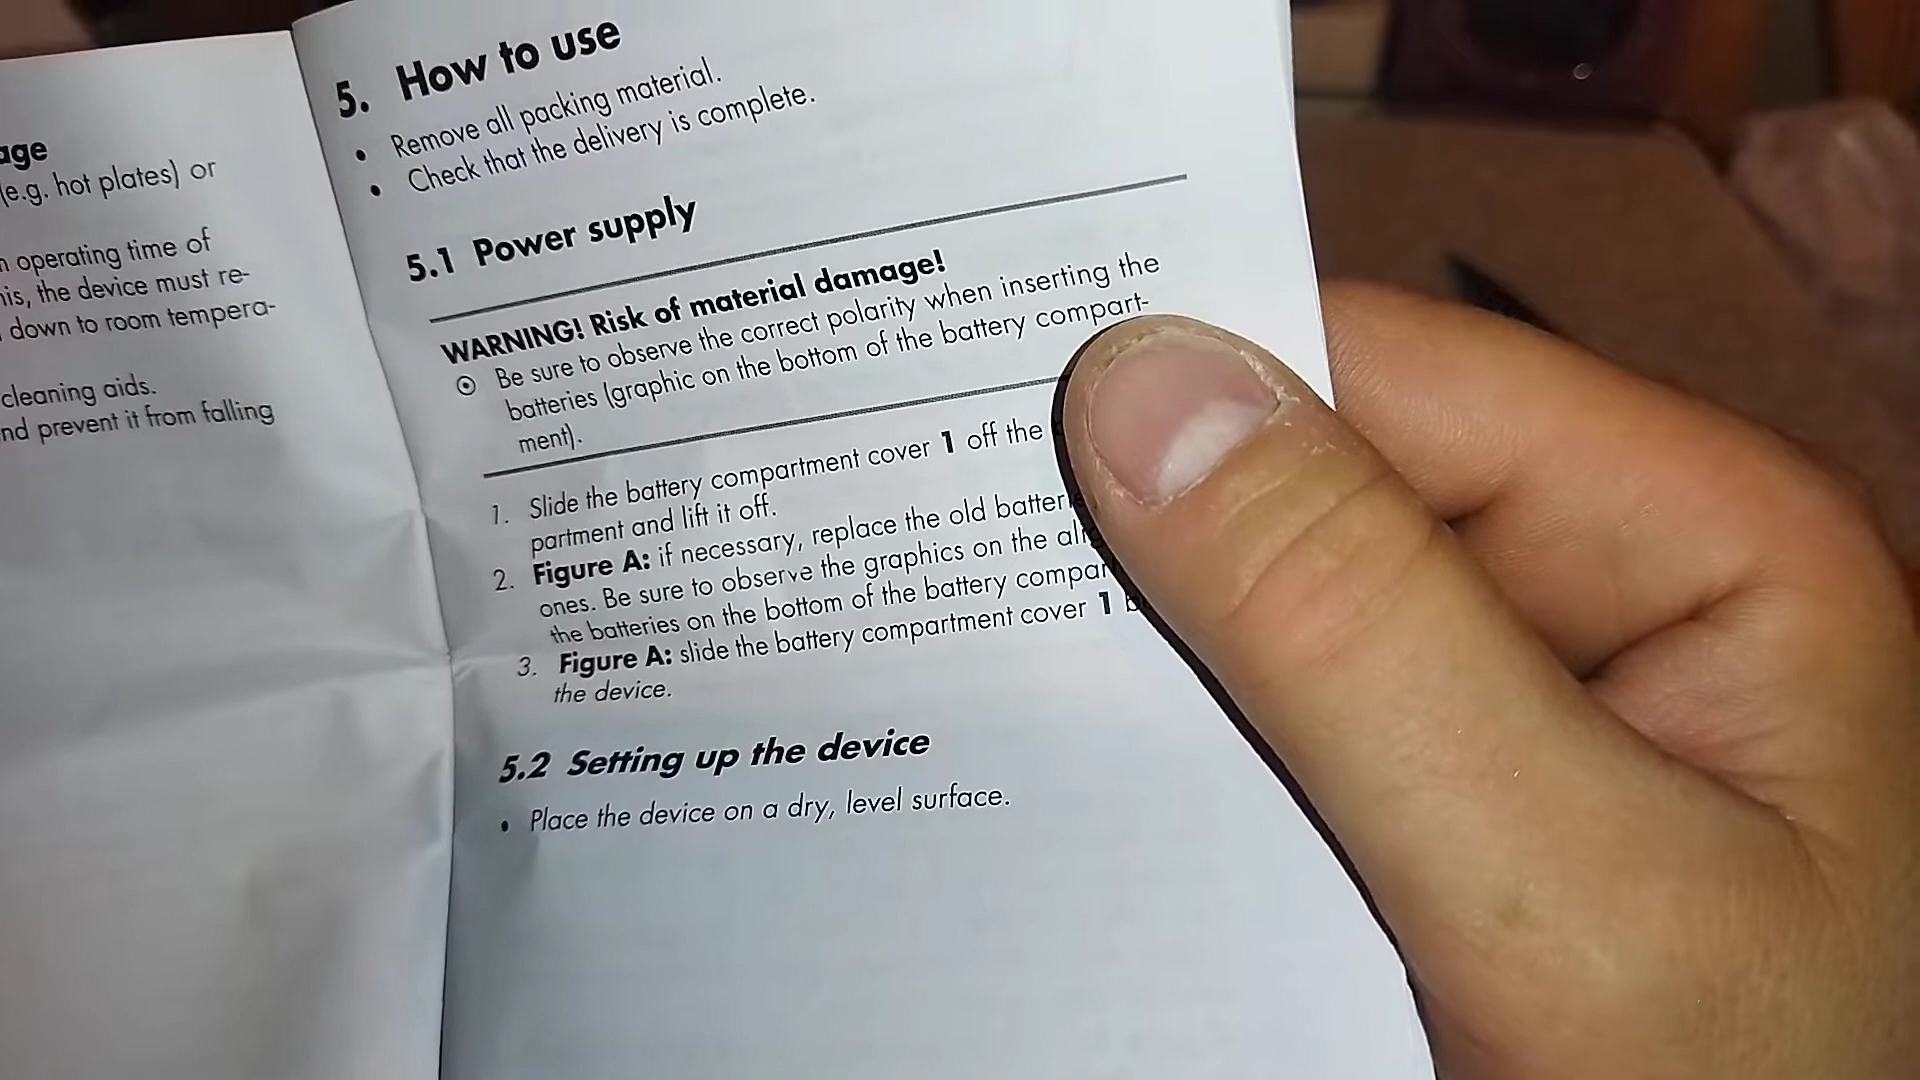 age
(e.g. hot plates) or
operating time of
his, the device must re-
down to room tempera-
cleaning aids.
nd prevent it from falling
5. How to use
• Remove all packing material.
• Check that the delivery is complete.
5.1 Power supply
WARNING! Risk of material damage!
Be sure to observe the correct polarity when inserting the
batteries (graphic on the bottom of the battery compart-
ment).
1. Slide the battery compartment cover 1 off the
partment and lift it off.
2. Figure A: if necessary, replace the old batter
ones. Be sure to observe the graphics on the
the batteries on the bottom of the battery compar
3. Figure A: slide the battery compartment cover 1
the device.
5.2 Setting up the device
• Place the device on a dry, level surface.